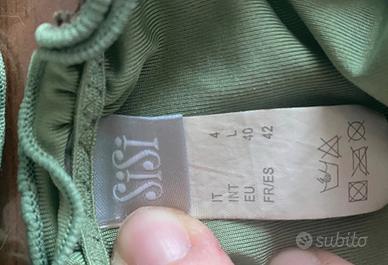 SiSi
IT 4
INT L
EU. 40
FR/ES 42
subito